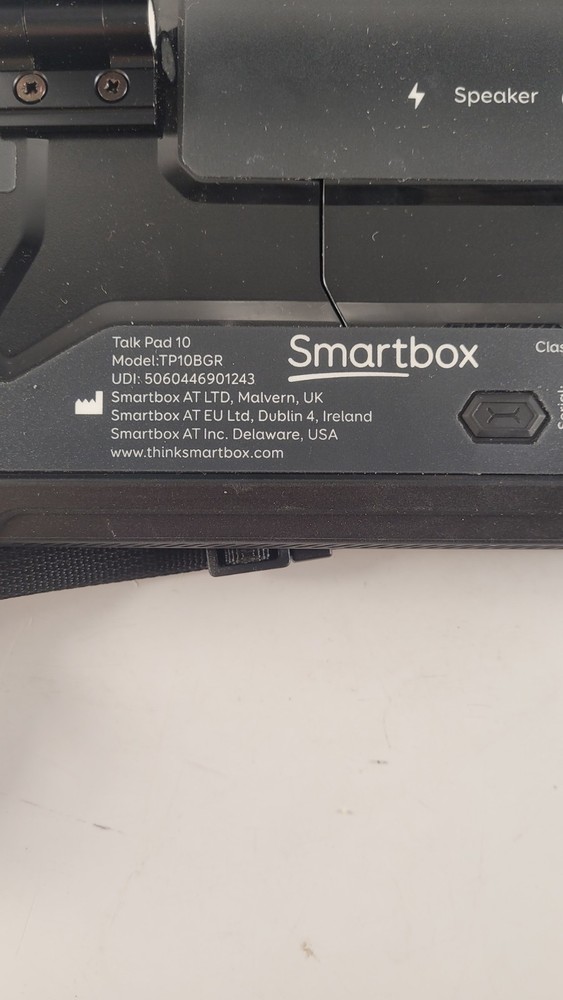 Speaker
Talk Pad 10
Model:TP10BGR
UDI: 5060446901243
Smartbox AT LTD, Malvern, UK
Smartbox AT EU Ltd, Dublin 4, Ireland
Smartbox AT Inc. Delaware, USA
www.thinksmartbox.com
Smartbox